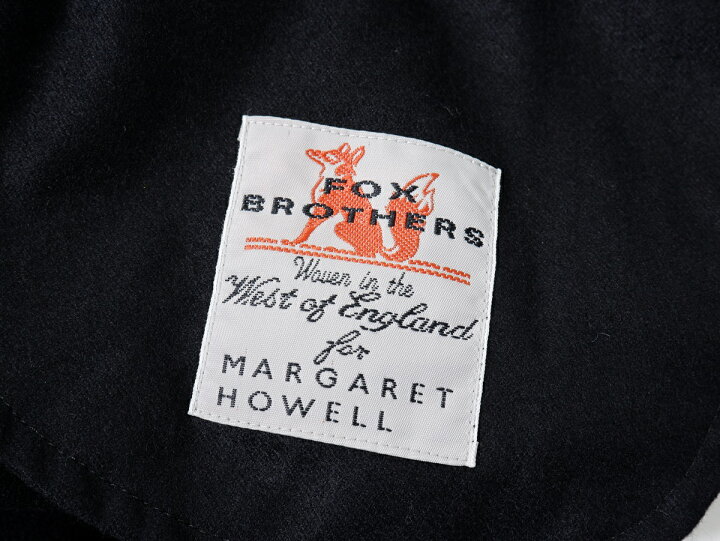 FOX
BROTHERS
Woven in the
West of England
for
MARGARET
HOWELL